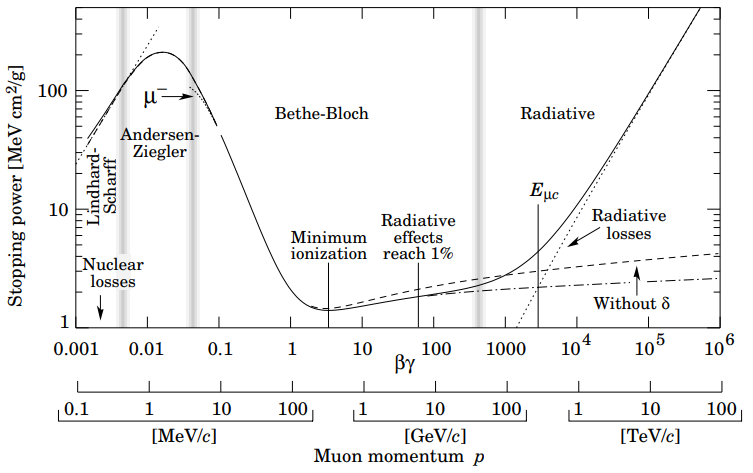 Stopping power [MeV cm²/g]
100
10
1
Lindhard-
Scharff
μ⁻
Andersen-
Ziegler
Nuclear
losses
Bethe-Bloch
Radiative
Minimum
ionization
Radiative
effects
reach 1%
Eμc
Radiative
losses
Without δ
0.001 0.01 0.1 1 10 100 1000 10⁴ 10⁵ 10⁶
βγ
0.1 1 10 100 1 10 100 1 10 100
[MeV/c] [GeV/c] [TeV/c]
Muon momentum p